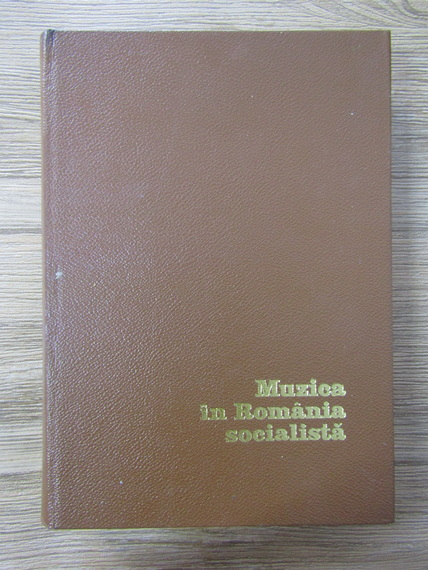 Muzica
în România
socialistă